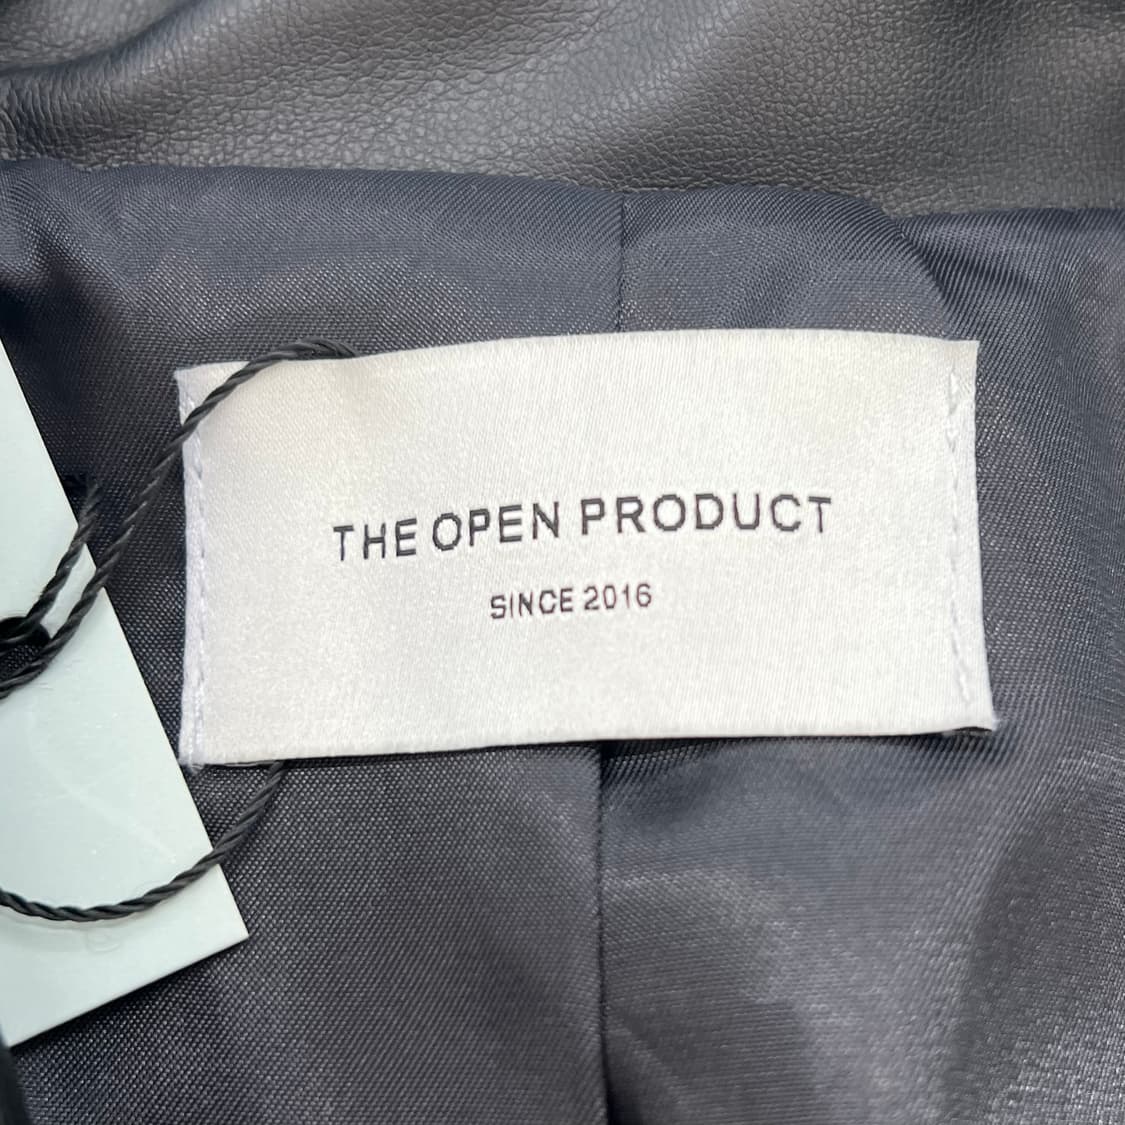 THE OPEN PRODUCT
SINCE 2016